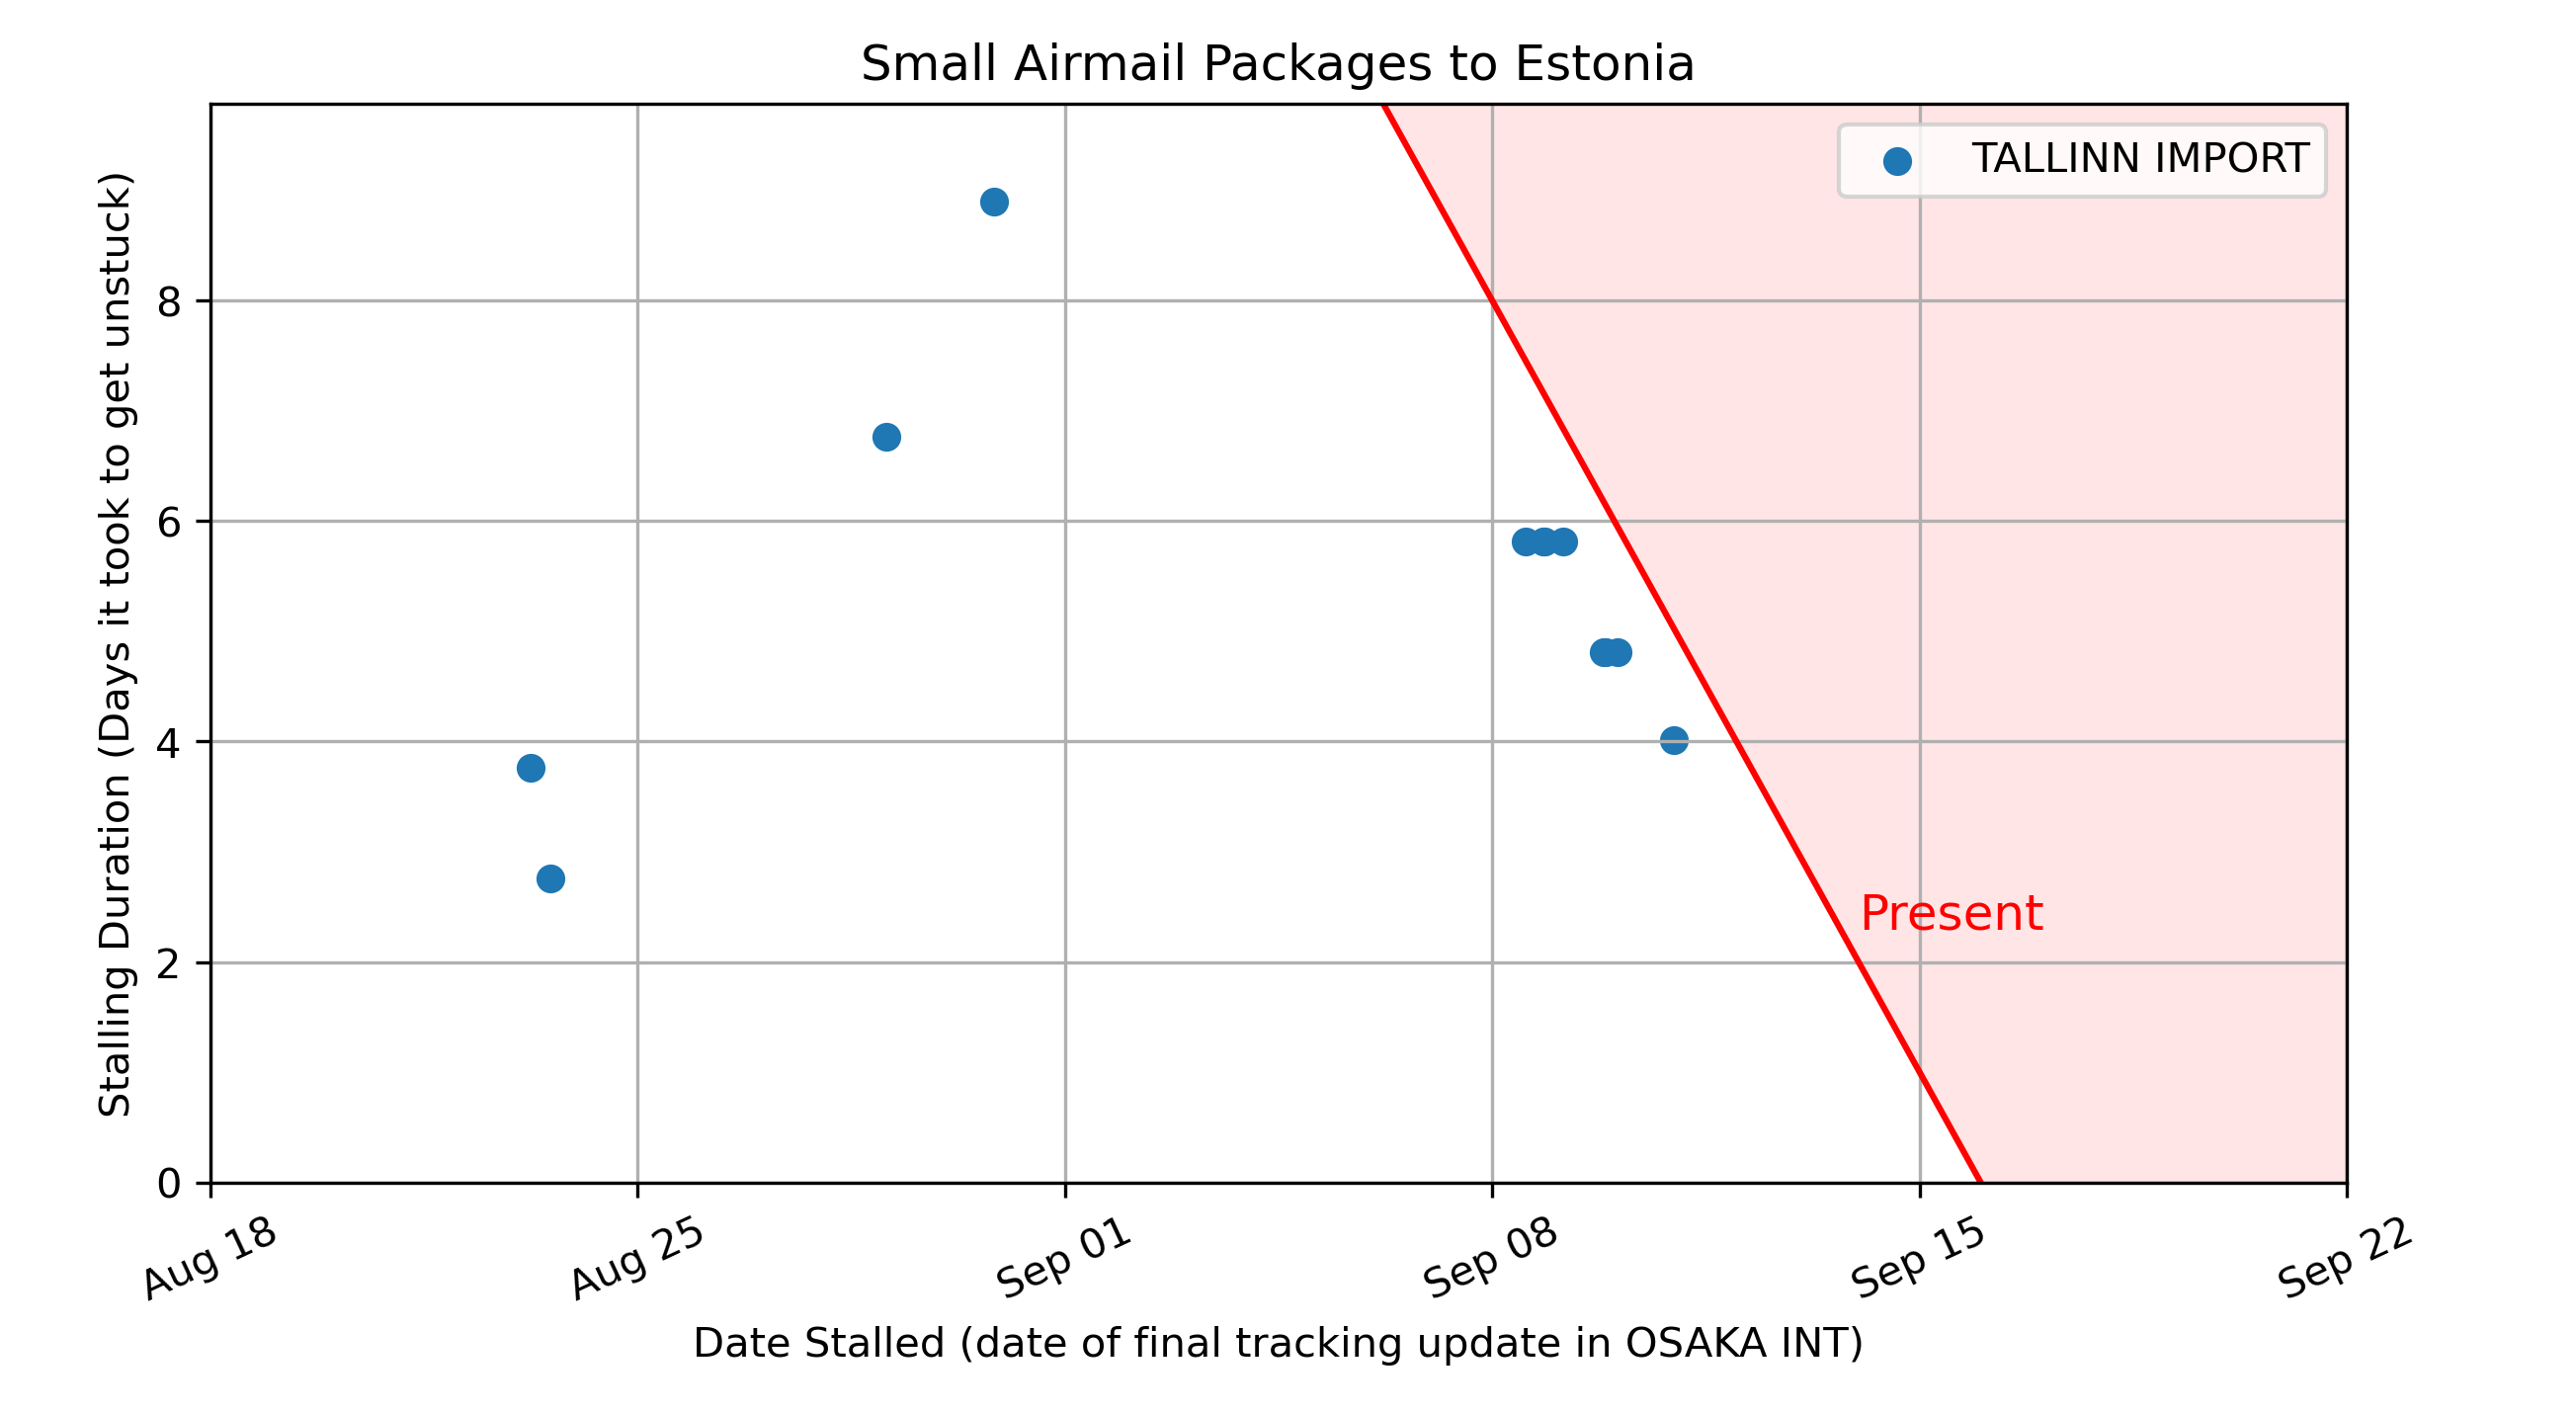 Small Airmail Packages to Estonia
TALLINN IMPORT
Stalling Duration (Days it took to get unstuck)
8
6
4
2
0
Present
Aug 18
Aug 25
Sep 01
Sep 08
Sep 15
Sep 22
Date Stalled (date of final tracking update in OSAKA INT)